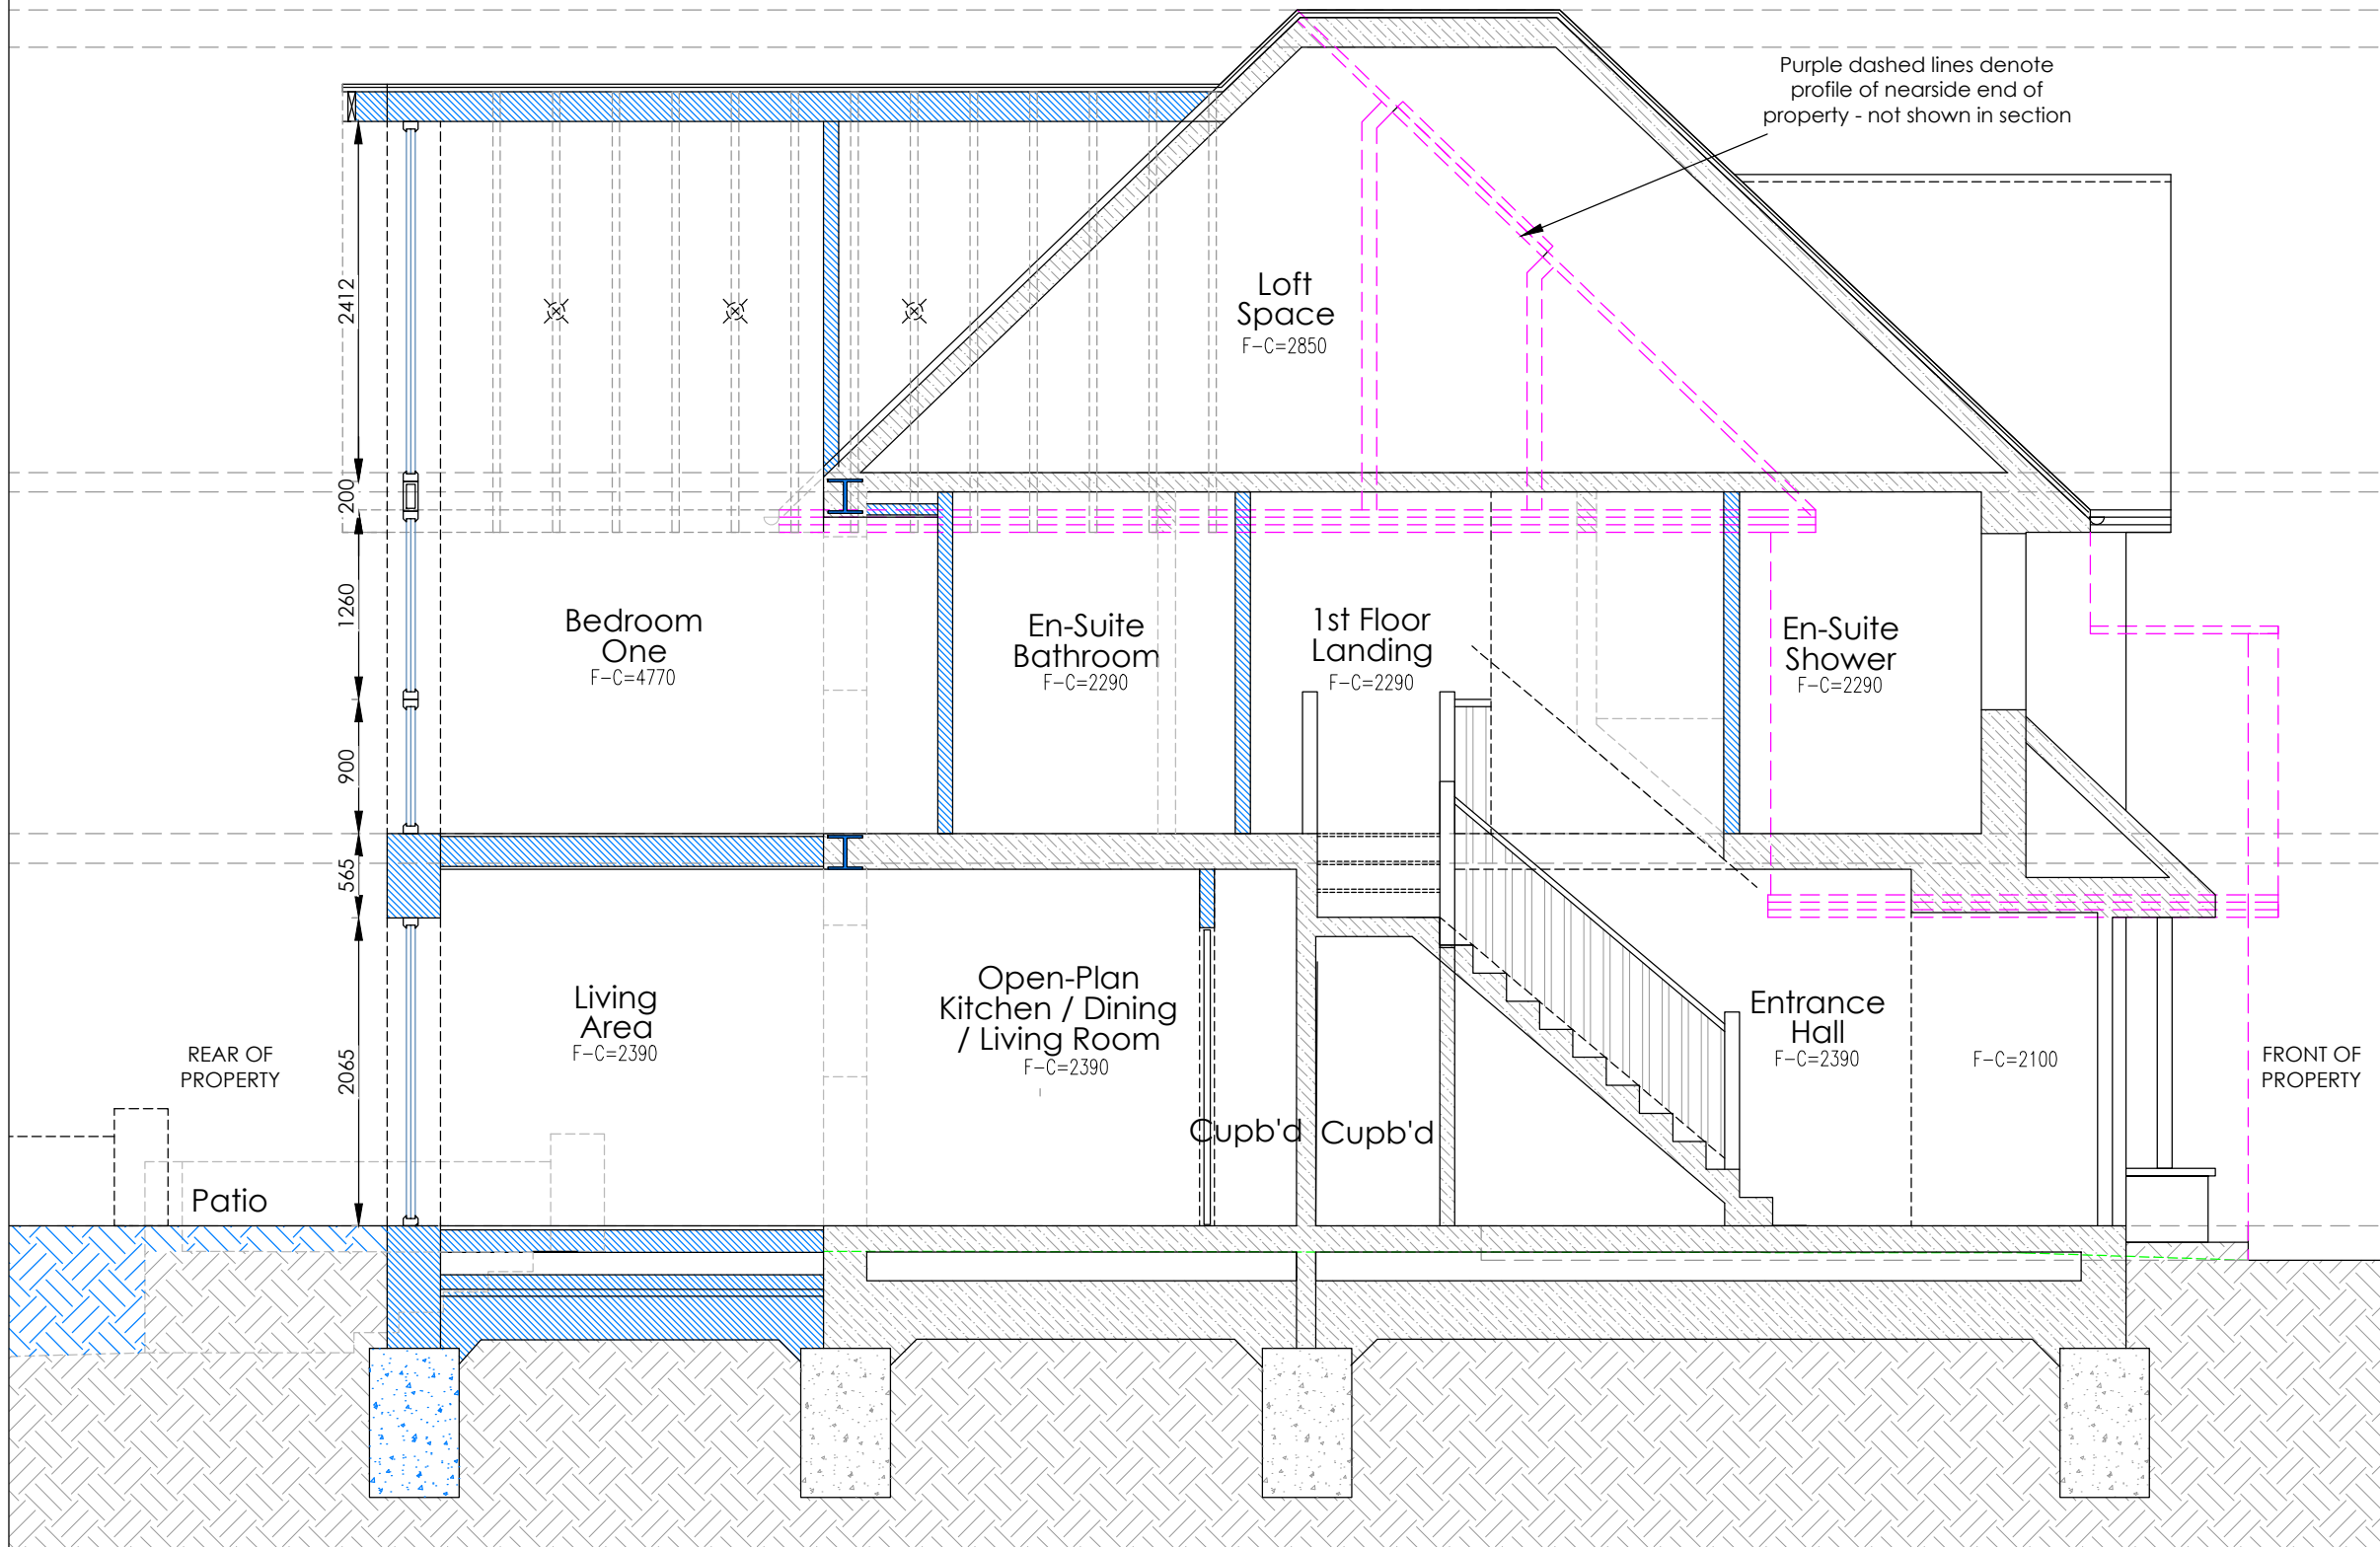 Purple dashed lines denote
profile of nearside end of
property - not shown in section
2412
200
1260
900
565
2065
Loft
Space
F-C=2850
Bedroom
One
F-C=4770
En-Suite
Bathroom
F-C=2290
1st Floor
Landing
F-C=2290
En-Suite
Shower
F-C=2290
Living
Area
F-C=2390
Open-Plan
Kitchen / Dining
/ Living Room
F-C=2390
Cupb'd
Cupb'd
Entrance
Hall
F-C=2390
F-C=2100
REAR OF
PROPERTY
FRONT OF
PROPERTY
Patio